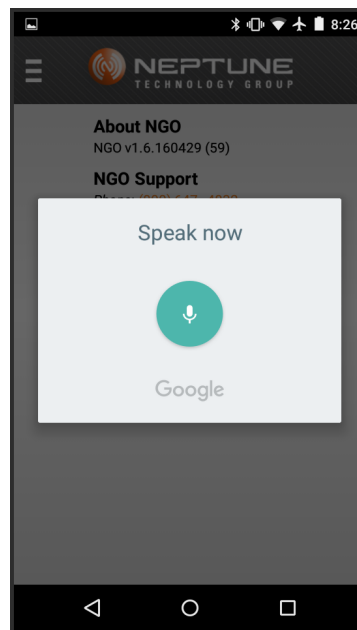 8:26
NEPTUNE
TECHNOLOGY GROUP
About NGO
NGO v1.6.160429 (59)
NGO Support
Speak now
Google